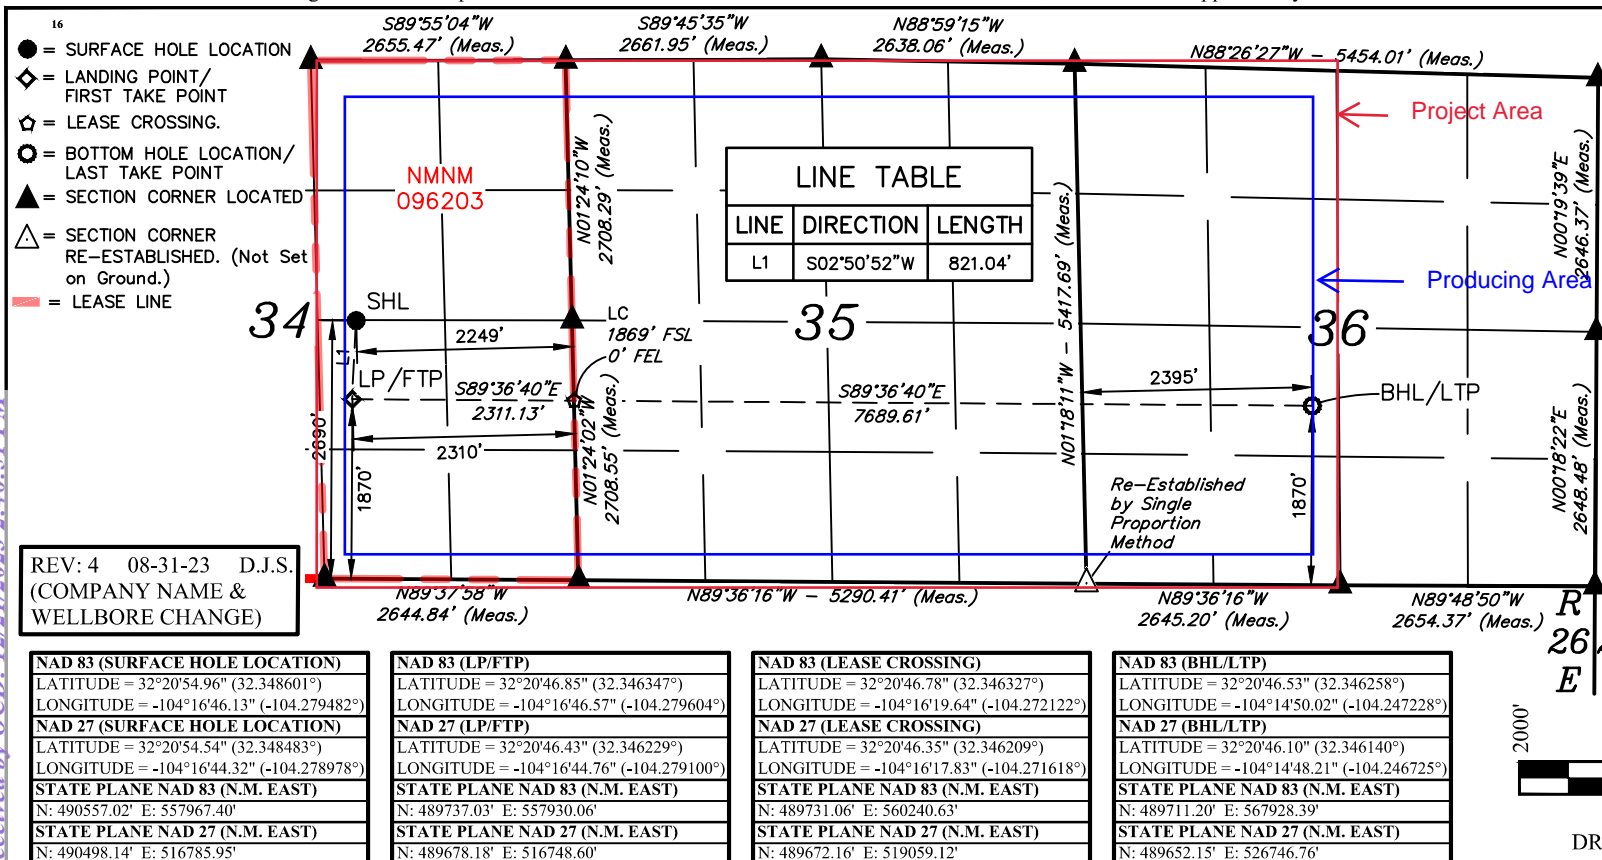 16
= SURFACE HOLE LOCATION
= LANDING POINT/
FIRST TAKE POINT
= LEASE CROSSING.
= BOTTOM HOLE LOCATION/
LAST TAKE POINT
= SECTION CORNER LOCATED
= SECTION CORNER
RE-ESTABLISHED. (Not Set
on Ground.)
= LEASE LINE
S89°55'04"W
2655.47' (Meas.)
S89°45'35"W
2661.95' (Meas.)
N88°59'15"W
2638.06' (Meas.)
N88°26'27"W - 5454.01' (Meas.)
Project Area
Producing Area
NMNM
096203
N01°24'10"W
2708.29' (Meas.)
LINE TABLE
LINE DIRECTION LENGTH
L1 S02°50'52"W 821.04'
N01°18'11"W - 5417.69' (Meas.)
N00°19'39"E
2646.37' (Meas.)
34
SHL
35
36
LC
1869' FSL
0' FEL
2249'
L1
LP/FTP
S89°36'40"E
2311.13'
S89°36'40"E
7689.61'
2395'
BHL/LTP
2690'
2310'
1870'
N01°24'02"W
2708.55' (Meas.)
Re-Established
by Single
Proportion
Method
1870'
N00°18'22"E
2648.48' (Meas.)
REV: 4 08-31-23 D.J.S.
(COMPANY NAME &
WELLBORE CHANGE)
N89°37'58"W
2644.84' (Meas.)
N89°36'16"W - 5290.41' (Meas.)
N89°36'16"W
2645.20' (Meas.)
N89°48'50"W
2654.37' (Meas.)
R
26
E
NAD 83 (SURFACE HOLE LOCATION)
LATITUDE = 32°20'54.96" (32.348601°)
LONGITUDE = -104°16'46.13" (-104.279482°)
NAD 27 (SURFACE HOLE LOCATION)
LATITUDE = 32°20'54.54" (32.348483°)
LONGITUDE = -104°16'44.32" (-104.278978°)
STATE PLANE NAD 83 (N.M. EAST)
N: 490557.02' E: 557967.40'
STATE PLANE NAD 27 (N.M. EAST)
N: 490498.14' E: 516785.95'
NAD 83 (LP/FTP)
LATITUDE = 32°20'46.85" (32.346347°)
LONGITUDE = -104°16'46.57" (-104.279604°)
NAD 27 (LP/FTP)
LATITUDE = 32°20'46.43" (32.346229°)
LONGITUDE = -104°16'44.76" (-104.279100°)
STATE PLANE NAD 83 (N.M. EAST)
N: 489737.03' E: 557930.06'
STATE PLANE NAD 27 (N.M. EAST)
N: 489678.18' E: 516748.60'
NAD 83 (LEASE CROSSING)
LATITUDE = 32°20'46.78" (32.346327°)
LONGITUDE = -104°16'19.64" (-104.272122°)
NAD 27 (LEASE CROSSING)
LATITUDE = 32°20'46.35" (32.346209°)
LONGITUDE = -104°16'17.83" (-104.271618°)
STATE PLANE NAD 83 (N.M. EAST)
N: 489731.06' E: 560240.63'
STATE PLANE NAD 27 (N.M. EAST)
N: 489672.16' E: 519059.12'
NAD 83 (BHL/LTP)
LATITUDE = 32°20'46.53" (32.346258°)
LONGITUDE = -104°14'50.02" (-104.247228°)
NAD 27 (BHL/LTP)
LATITUDE = 32°20'46.10" (32.346140°)
LONGITUDE = -104°14'48.21" (-104.246725°)
STATE PLANE NAD 83 (N.M. EAST)
N: 489711.20' E: 567928.39'
STATE PLANE NAD 27 (N.M. EAST)
N: 489652.15' E: 526746.76'
2000'
DR